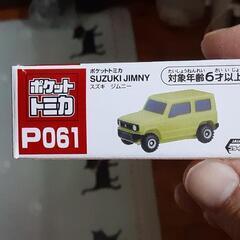 ポケット
トミカ
P061
ポケットトミカ
SUZUKI JIMNY
スズキ ジムニー
たいしょうねんれい さい いじょう
対象年齢6才以上